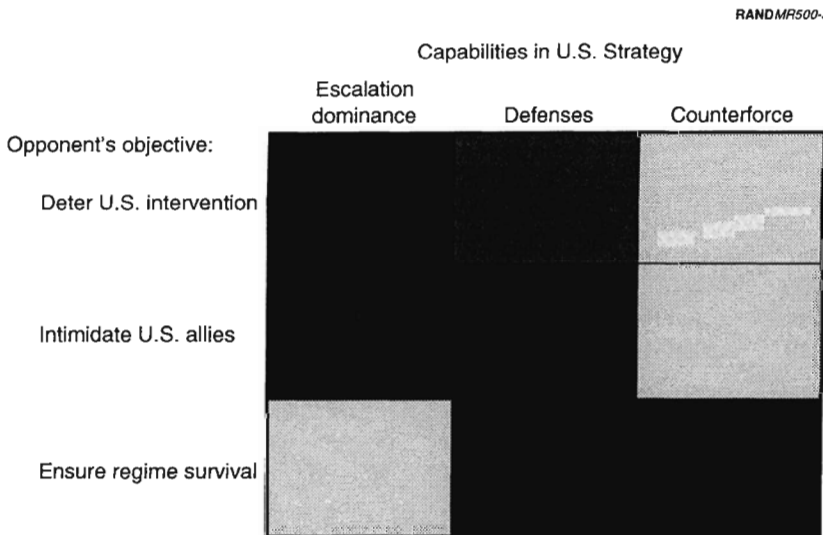 RANDMR500-
Capabilities in U.S. Strategy
Escalation
dominance
Defenses
Counterforce
Opponent's objective:
Deter U.S. intervention
Intimidate U.S. allies
Ensure regime survival